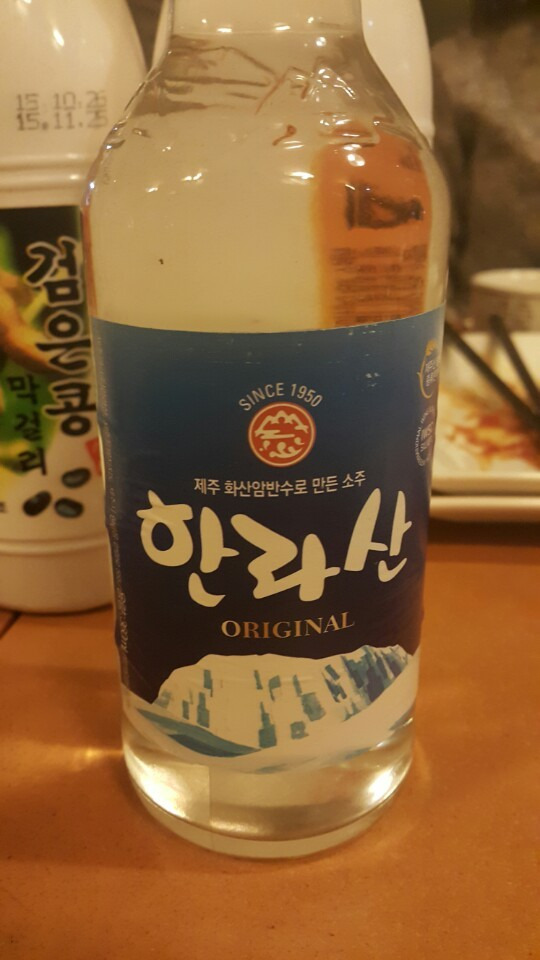 15.10.23
15.11.25
검은콩
막걸리
SINCE 1950
제주 화산암반수로 만든 소주
한라산
ORIGINAL